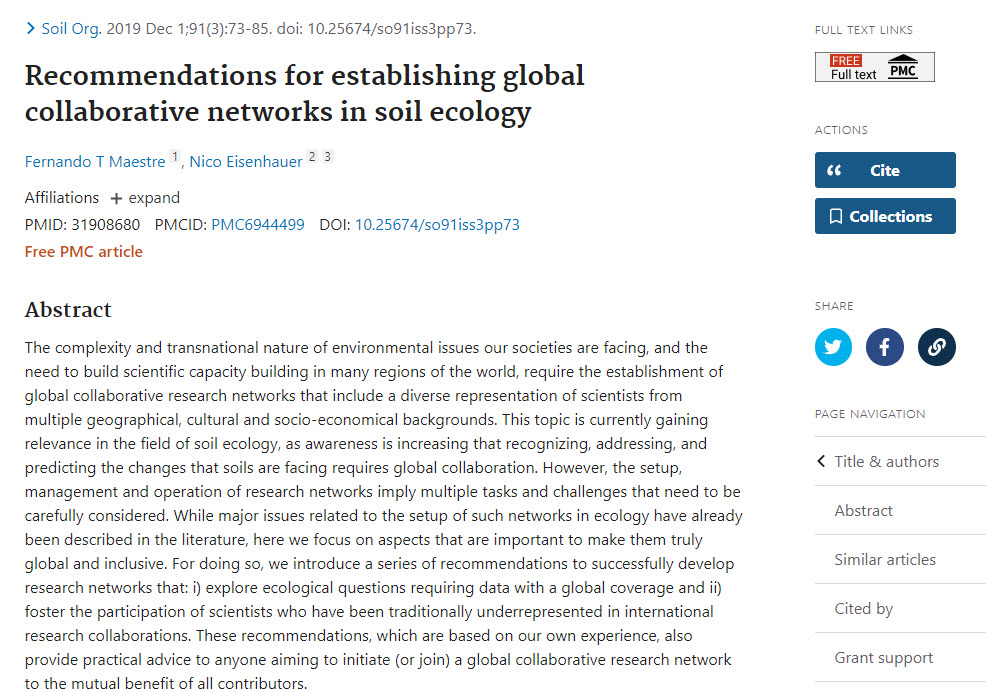 Soil Org. 2019 Dec 1;91(3):73-85. doi: 10.25674/so91iss3pp73.
Recommendations for establishing global
collaborative networks in soil ecology
Fernando T Maestre 1, Nico Eisenhauer 2 3
Affiliations + expand
PMID: 31908680 PMCID: PMC6944499 DOI: 10.25674/so91iss3pp73
Free PMC article
Abstract
The complexity and transnational nature of environmental issues our societies are facing, and the
need to build scientific capacity building in many regions of the world, require the establishment of
global collaborative research networks that include a diverse representation of scientists from
multiple geographical, cultural and socio-economical backgrounds. This topic is currently gaining
relevance in the field of soil ecology, as awareness is increasing that recognizing, addressing, and
predicting the changes that soils are facing requires global collaboration. However, the setup,
management and operation of research networks imply multiple tasks and challenges that need to be
carefully considered. While major issues related to the setup of such networks in ecology have already
been described in the literature, here we focus on aspects that are important to make them truly
global and inclusive. For doing so, we introduce a series of recommendations to successfully develop
research networks that: i) explore ecological questions requiring data with a global coverage and ii)
foster the participation of scientists who have been traditionally underrepresented in international
research collaborations. These recommendations, which are based on our own experience, also
provide practical advice to anyone aiming to initiate (or join) a global collaborative research network
to the mutual benefit of all contributors.
FULL TEXT LINKS
FREE
Full text PMC
ACTIONS
Cite
Collections
SHARE
PAGE NAVIGATION
Title & authors
Abstract
Similar articles
Cited by
Grant support